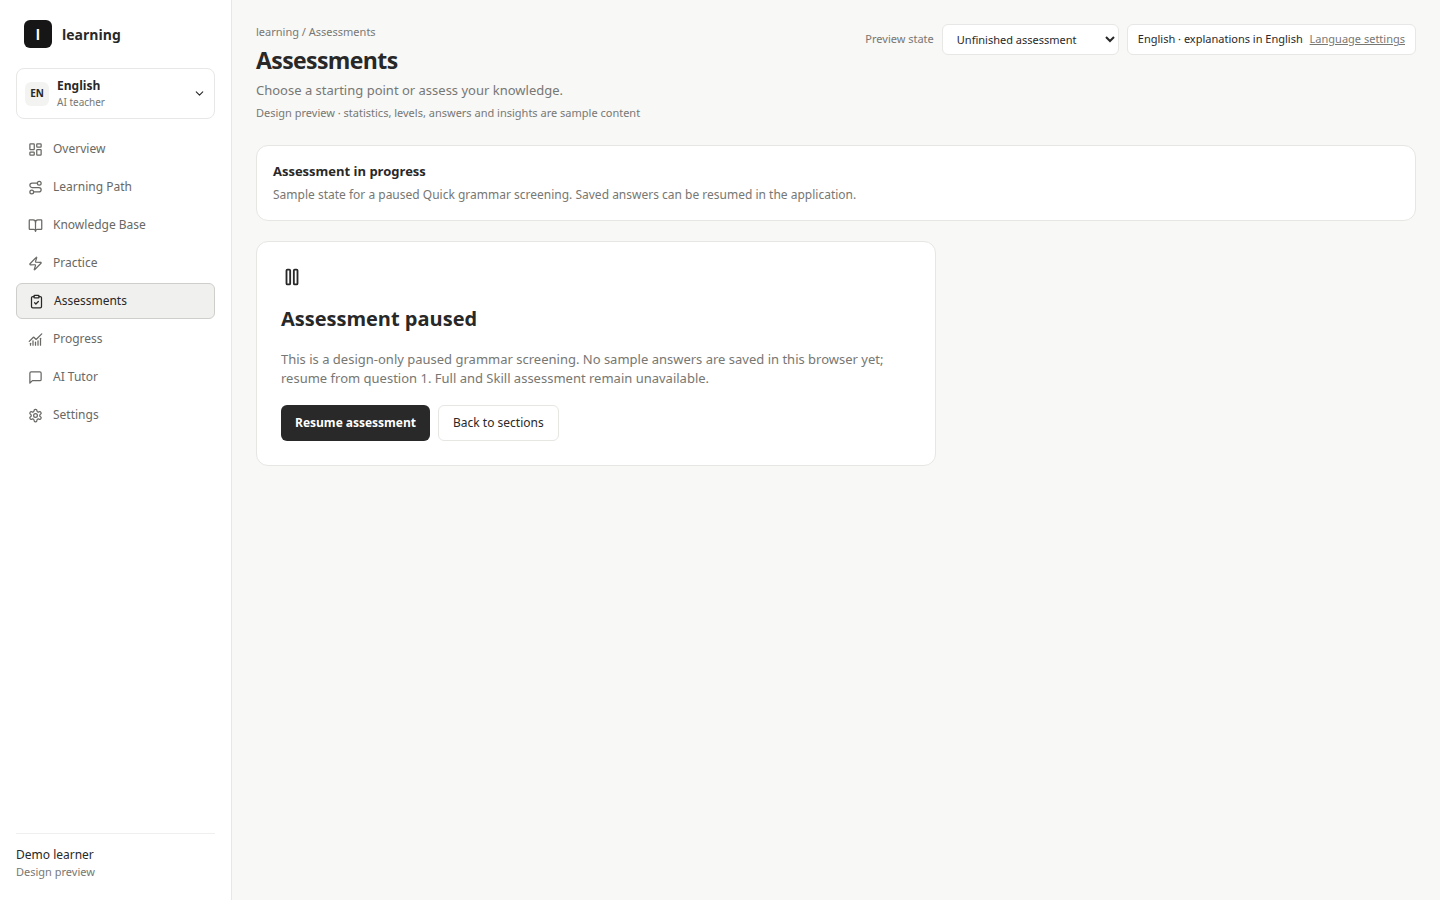 l learning
EN English
AI teacher
Overview
Learning Path
Knowledge Base
Practice
Assessments
Progress
AI Tutor
Settings
Demo learner
Design preview
learning / Assessments
Assessments
Choose a starting point or assess your knowledge.
Design preview · statistics, levels, answers and insights are sample content
Preview state Unfinished assessment English · explanations in English Language settings
Assessment in progress
Sample state for a paused Quick grammar screening. Saved answers can be resumed in the application.
Assessment paused
This is a design-only paused grammar screening. No sample answers are saved in this browser yet;
resume from question 1. Full and Skill assessment remain unavailable.
Resume assessment Back to sections